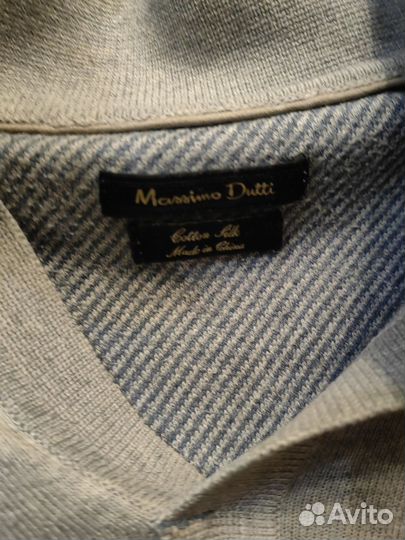 Massimo Dutti
Cotton Silk
Made in China
Avito